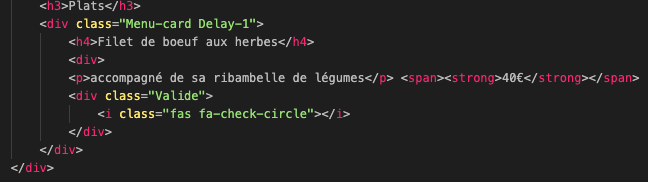 <h3>Plats</h3>
<div class="Menu-card Delay-1">
<h4>Filet de boeuf aux herbes</h4>
<div>
<p>accompagné de sa ribambelle de légumes</p> <span><strong>40€</strong></span>
<div class="Valide">
<i class="fas fa-check-circle"></i>
</div>
</div>
</div>